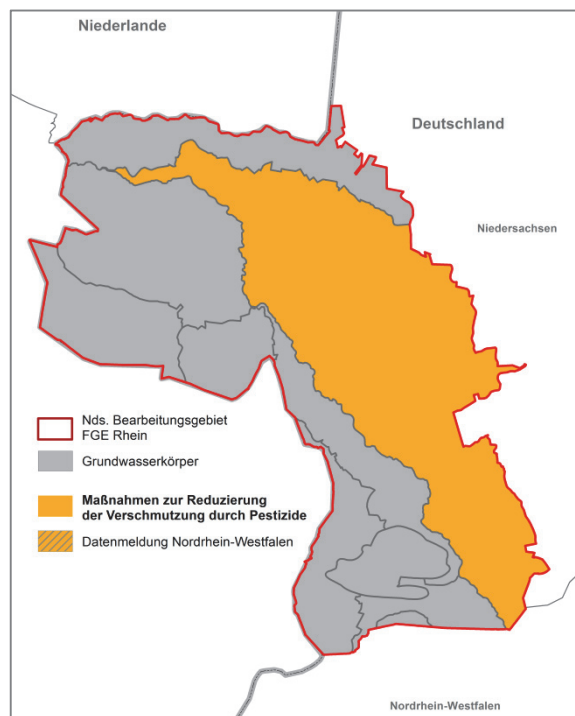 Niederlande
Deutschland
Niedersachsen
Nds. Bearbeitungsgebiet
FGE Rhein
Grundwasserkörper
Maßnahmen zur Reduzierung
der Verschmutzung durch Pestizide
Datenmeldung Nordrhein-Westfalen
Nordrhein-Westfalen